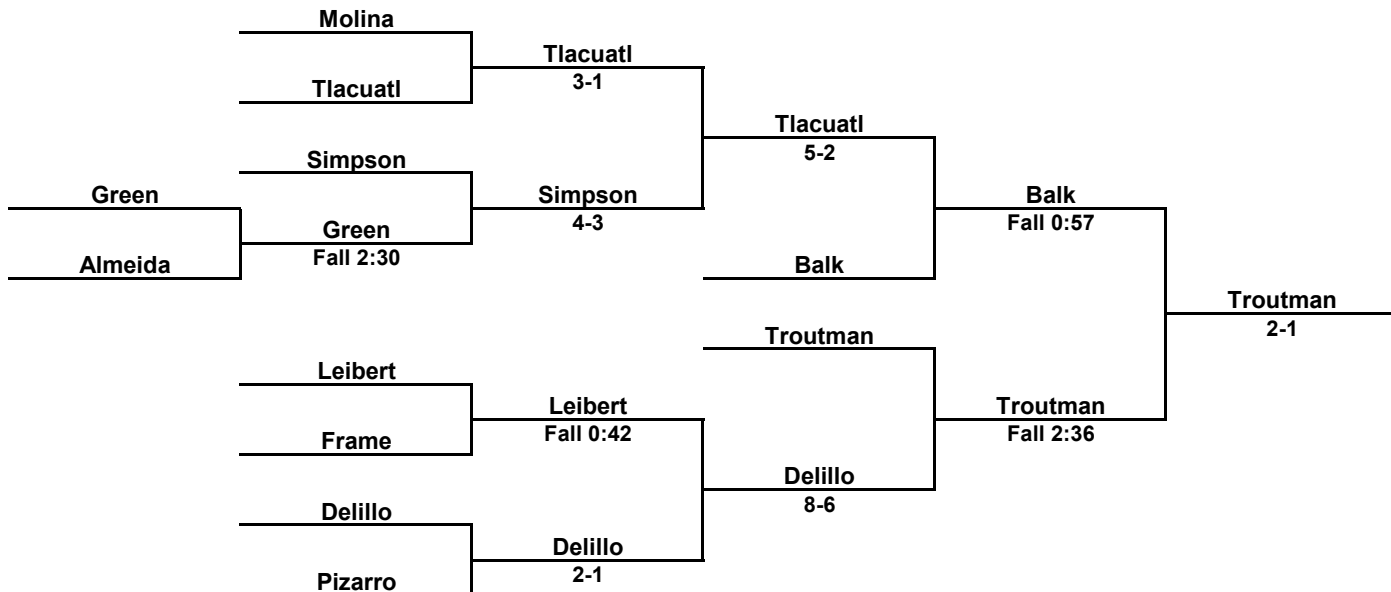 Molina
Tlacuatl
3-1
Tlacuatl
Tlacuatl
5-2
Simpson
Green
Simpson
4-3
Balk
Fall 0:57
Green
Fall 2:30
Almeida
Balk
Troutman
2-1
Troutman
Leibert
Leibert
Fall 0:42
Troutman
Fall 2:36
Frame
Delillo
8-6
Delillo
Delillo
2-1
Pizarro